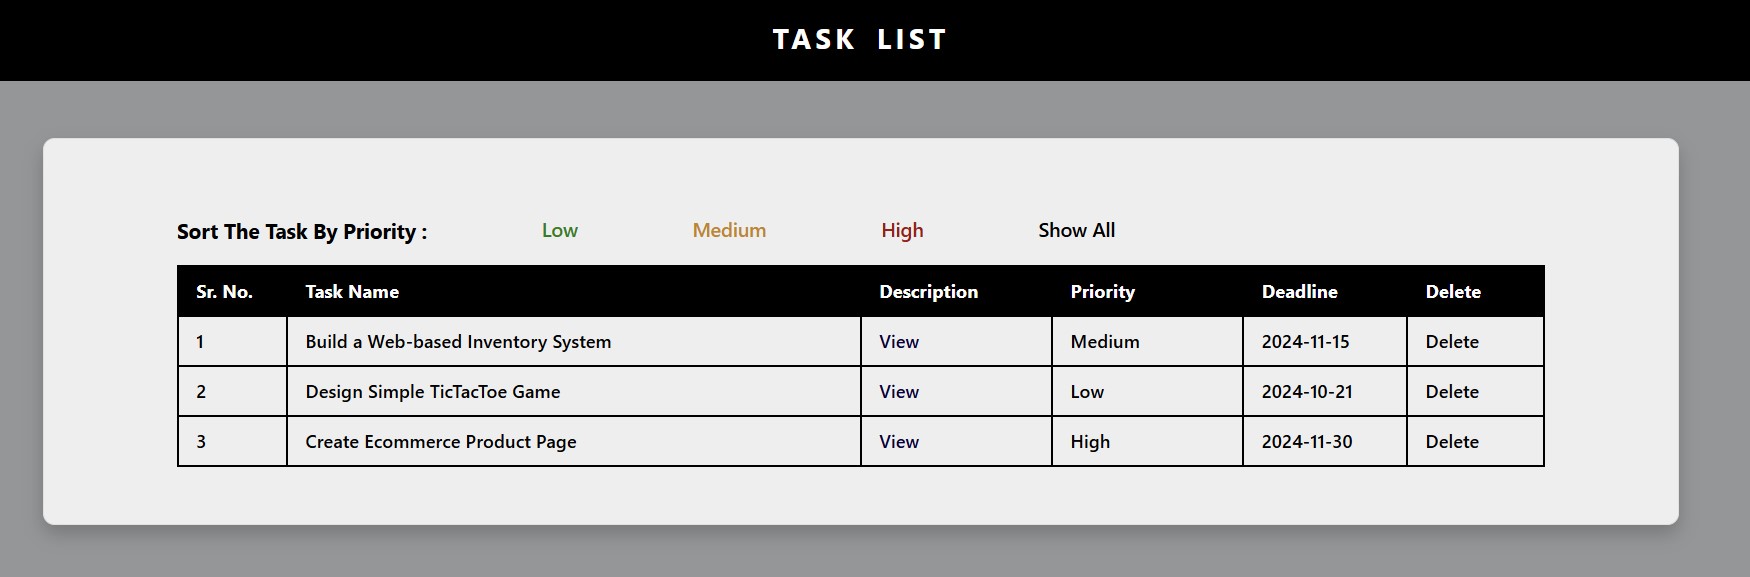 TASK LIST
Sort The Task By Priority : Low Medium High Show All
Sr. No. Task Name Description Priority Deadline Delete
1 Build a Web-based Inventory System View Medium 2024-11-15 Delete
2 Design Simple TicTacToe Game View Low 2024-10-21 Delete
3 Create Ecommerce Product Page View High 2024-11-30 Delete